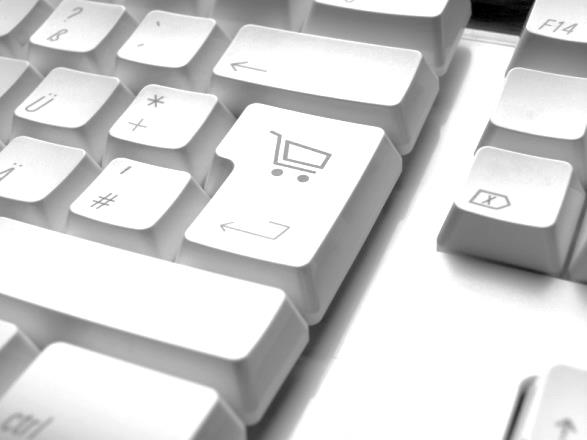 F14
?
ß
`
´
←
Ü
*
+
Ä
'
#
ctrl
↑